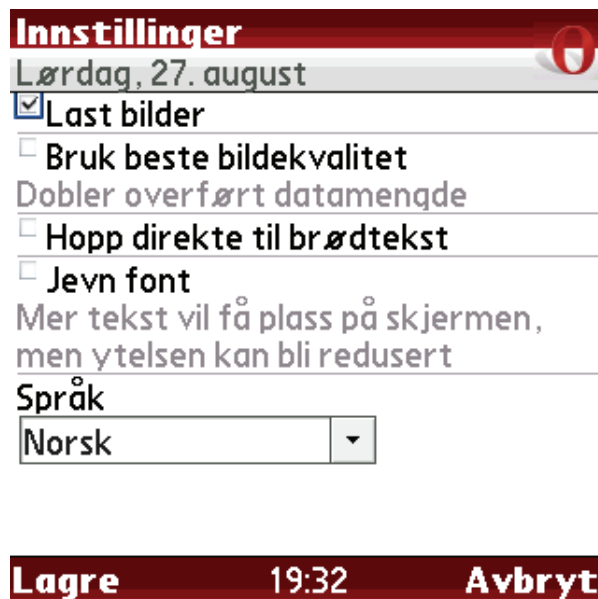 Innstillinger
Lørdag, 27. august
Last bilder
Bruk beste bildekvalitet
Dobler overført datamengde
Hopp direkte til brødtekst
Jevn font
Mer tekst vil få plass på skjermen,
men ytelsen kan bli redusert
Språk
Norsk
Lagre 19:32 Avbryt